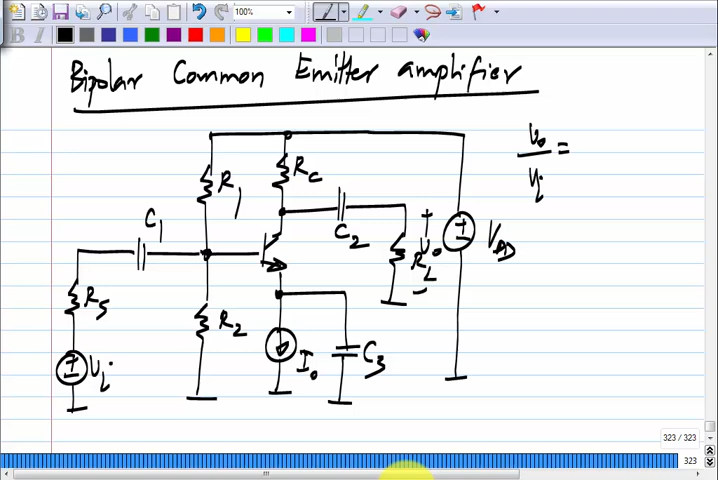 100%
B I
Bipolar Common Emitter amplifier
R1
Rc
vo
vi
=
C1
C2
+
vo
RL
-
VDD
Rs
R2
vi
Io
C3
323 / 323
323